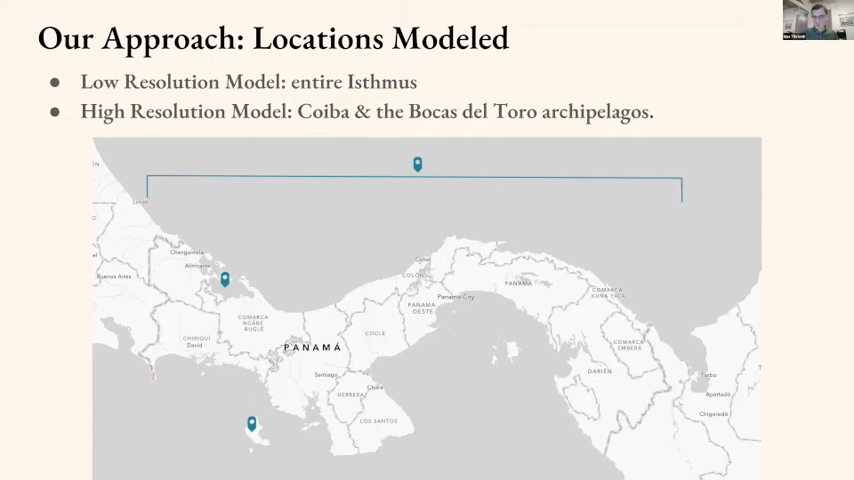 Our Approach: Locations Modeled
● Low Resolution Model: entire Isthmus
● High Resolution Model: Coiba & the Bocas del Toro archipelagos.
Limón
Changuinola
Almirante
Buenos Aires
COMARCA
NGÄBE
BUGLÉ
CHIRIQUÍ
David
PANAMÁ
Santiago
Colón
COLÓN
Panama City
PANAMÁ
OESTE
COCLÉ
Chitré
HERRERA
LOS SANTOS
PANAMÁ
COMARCA
KUNA YALA
COMARCA
EMBERÁ
DARIÉN
Turbo
Apartadó
Chigorodó